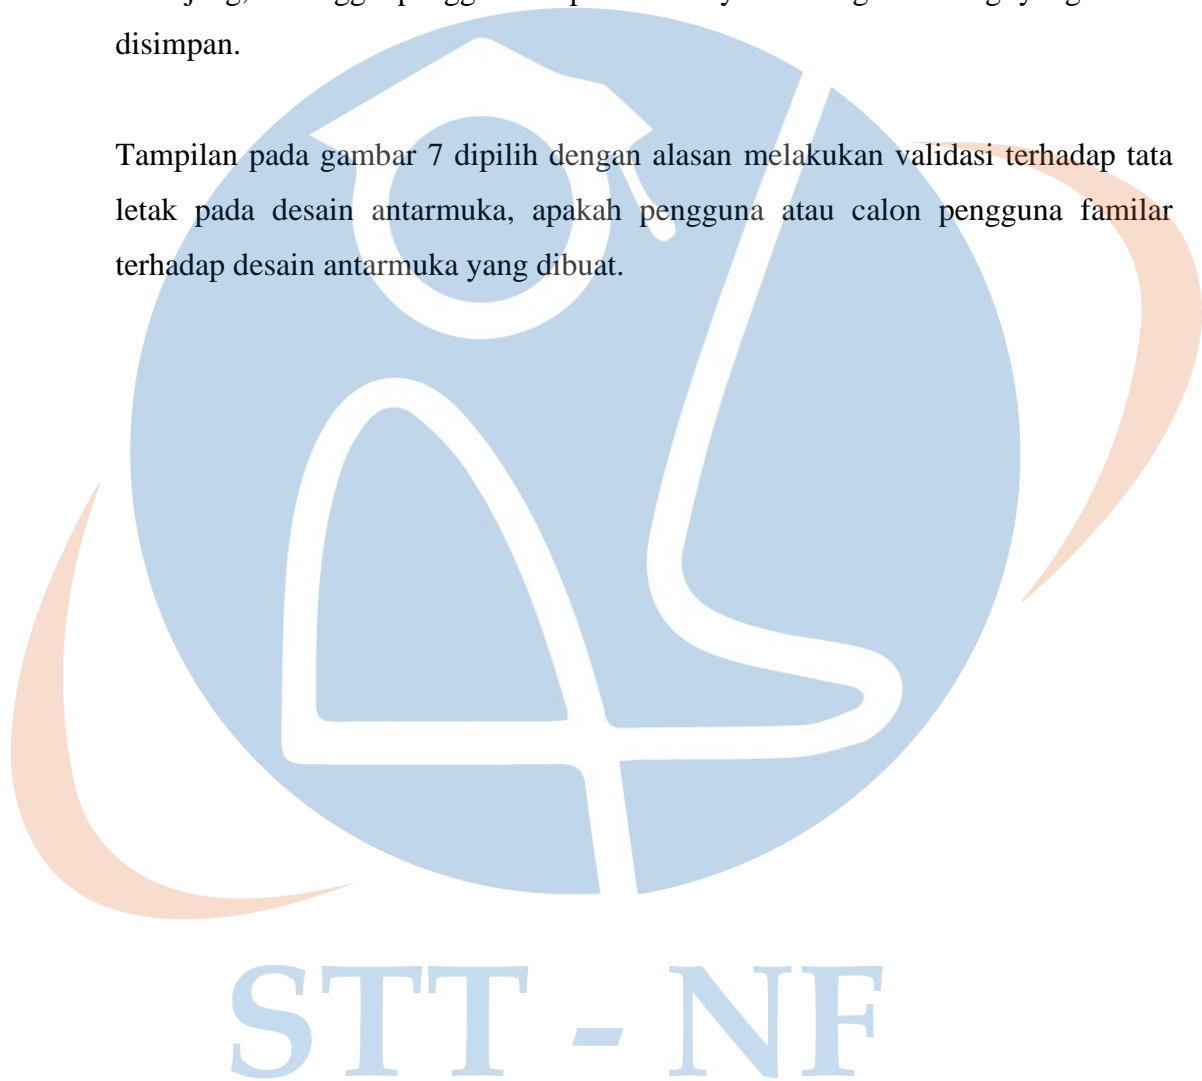 disimpan.
Tampilan pada gambar 7 dipilih dengan alasan melakukan validasi terhadap tata
letak pada desain antarmuka, apakah pengguna atau calon pengguna familar
terhadap desain antarmuka yang dibuat.
STT - NF